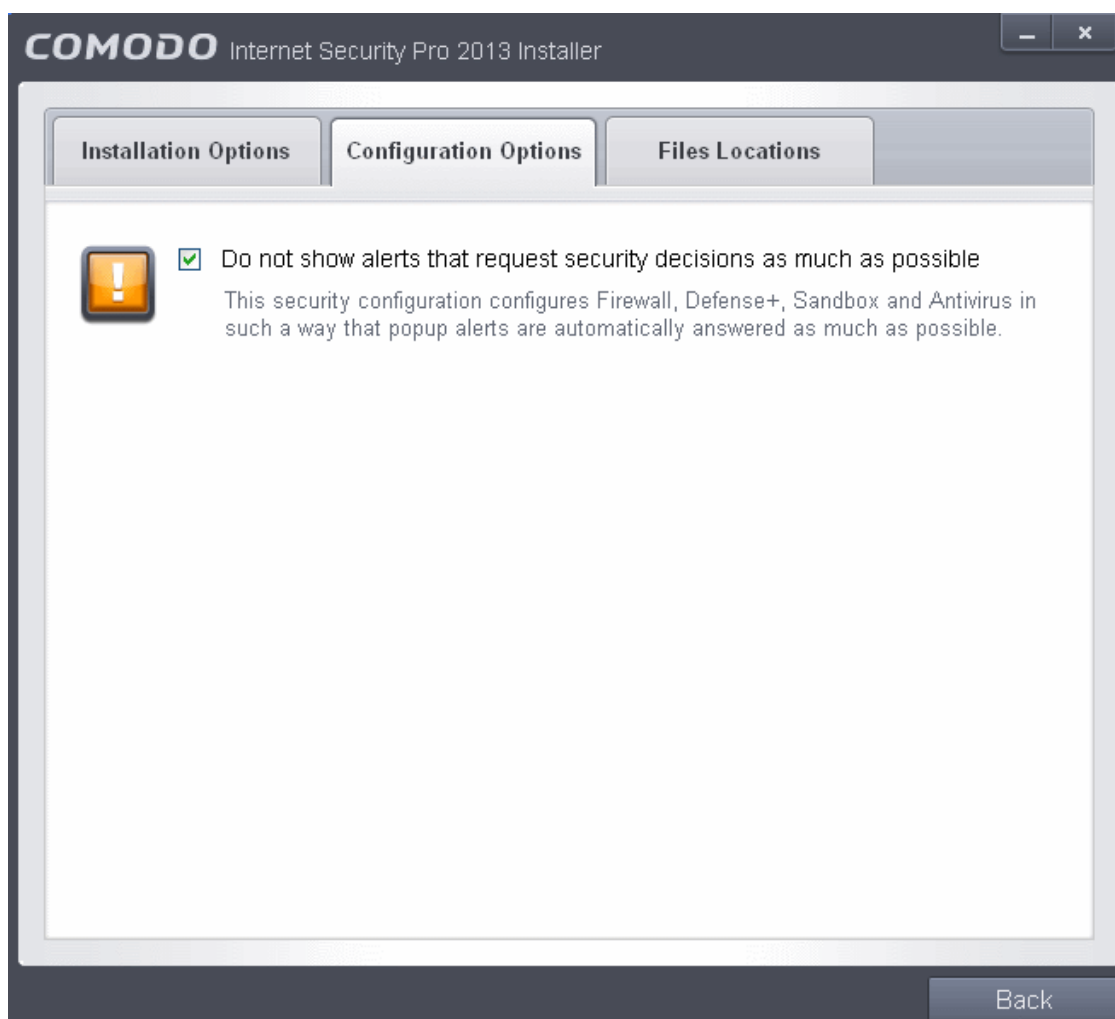 COMODO Internet Security Pro 2013 Installer
Installation Options
Configuration Options
Files Locations
Do not show alerts that request security decisions as much as possible
This security configuration configures Firewall, Defense+, Sandbox and Antivirus in
such a way that popup alerts are automatically answered as much as possible.
Back